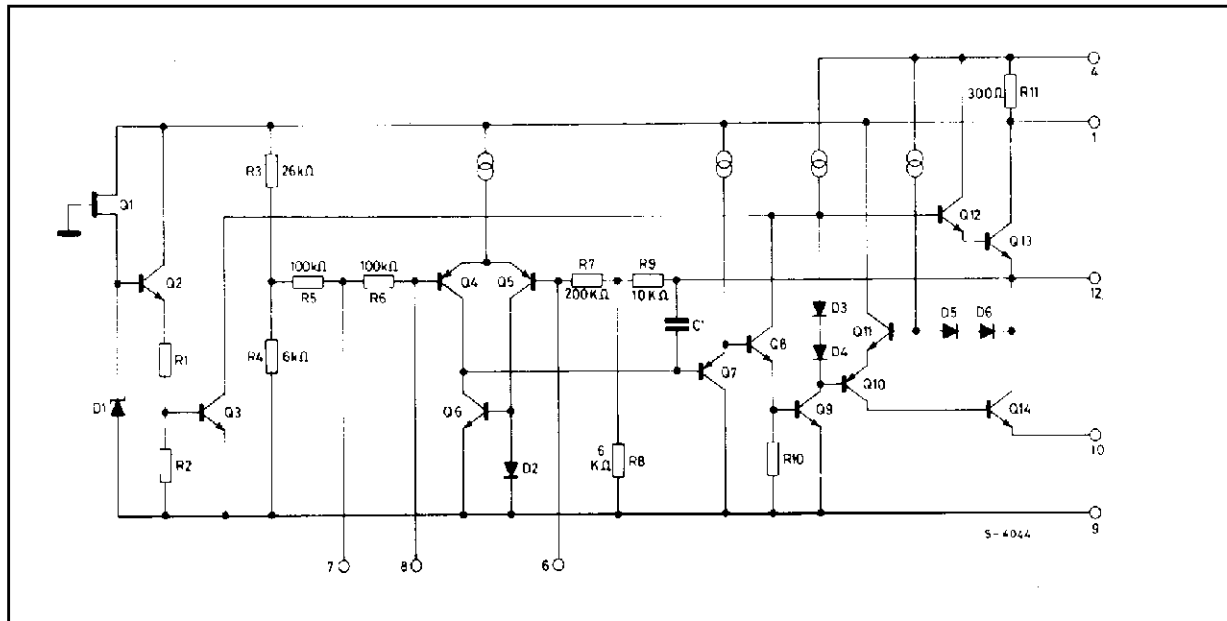 4
300Ω R11
1
R3 26kΩ
Q1
Q12
Q13
100kΩ 100kΩ
R7 R9
Q2
R5 R6
Q4 Q5
200KΩ 10KΩ
12
D3
D5 D6
R1
R4 6kΩ
C1
Q8
Q11
D4
Q7
Q10
D1
Q3
Q6
Q9
Q14
10
R2
D2
6
KΩ R8
R10
9
S-4044
7 8 6